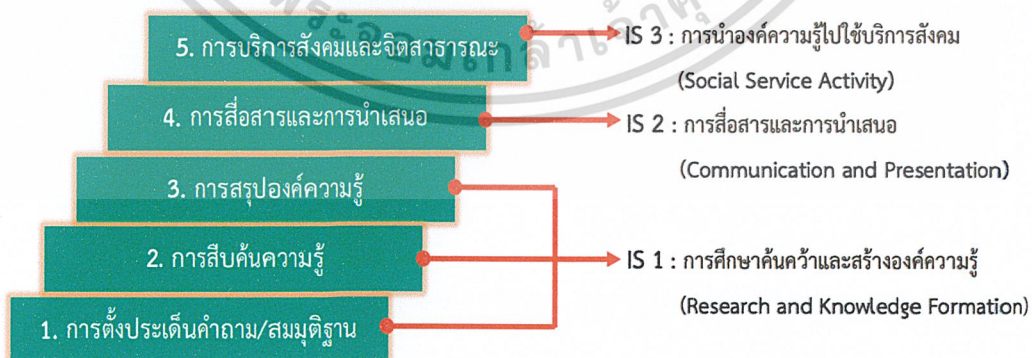 5. การบริการสังคมและจิตสาธารณะ
IS 3 : การนำองค์ความรู้ไปใช้บริการสังคม
(Social Service Activity)
4. การสื่อสารและการนำเสนอ
IS 2 : การสื่อสารและการนำเสนอ
(Communication and Presentation)
3. การสรุปองค์ความรู้
2. การสืบค้นความรู้
IS 1 : การศึกษาค้นคว้าและสร้างองค์ความรู้
(Research and Knowledge Formation)
1. การตั้งประเด็นคำถาม/สมมุติฐาน